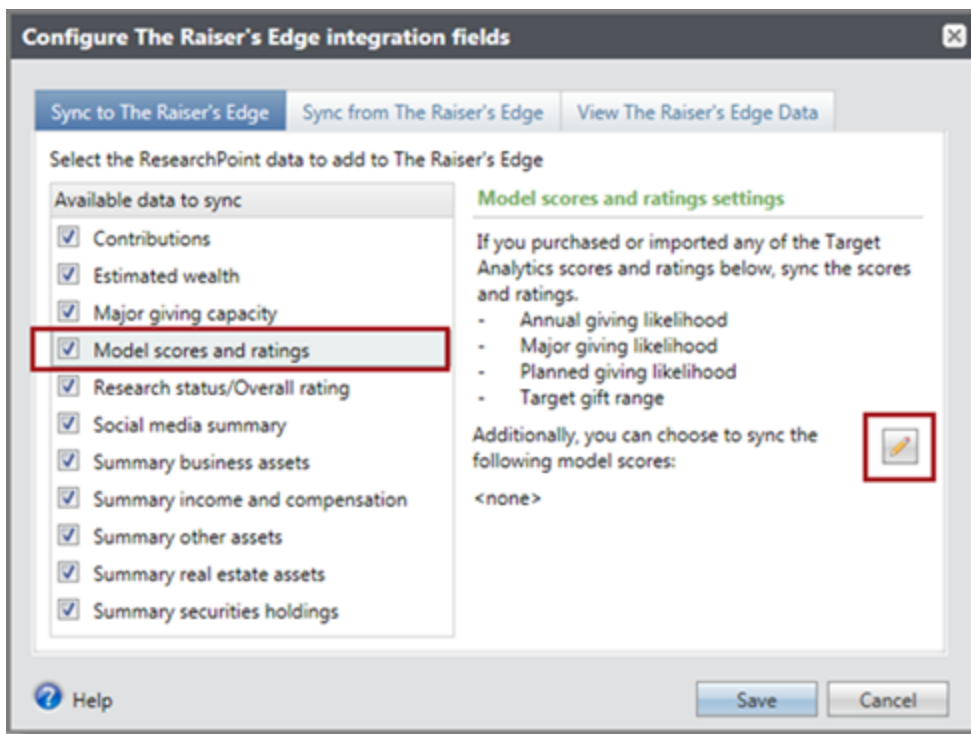 Configure The Raiser's Edge integration fields
Sync to The Raiser's Edge
Sync from The Raiser's Edge
View The Raiser's Edge Data
Select the ResearchPoint data to add to The Raiser's Edge
Available data to sync
Contributions
Estimated wealth
Major giving capacity
Model scores and ratings
Research status/Overall rating
Social media summary
Summary business assets
Summary income and compensation
Summary other assets
Summary real estate assets
Summary securities holdings
Model scores and ratings settings
If you purchased or imported any of the Target
Analytics scores and ratings below, sync the scores
and ratings.
- Annual giving likelihood
- Major giving likelihood
- Planned giving likelihood
- Target gift range
Additionally, you can choose to sync the
following model scores:
<none>
Help
Save
Cancel